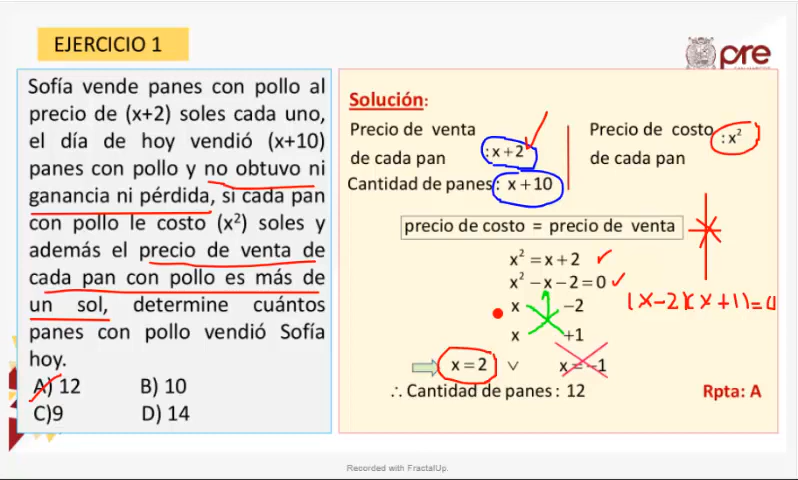 EJERCICIO 1
pre
Sofía vende panes con pollo al
precio de (x+2) soles cada uno,
el día de hoy vendió (x+10)
panes con pollo y no obtuvo ni
ganancia ni pérdida, si cada pan
con pollo le costo (x²) soles y
además el precio de venta de
cada pan con pollo es más de
un sol, determine cuántos
panes con pollo vendió Sofía
hoy.
A) 12 B) 10
C)9 D) 14
Solución:
Precio de venta
de cada pan
: x+2
Cantidad de panes: x+10
Precio de costo
de cada pan
: x²
precio de costo = precio de venta
x² = x+2
x² − x − 2 = 0
(x−2)(x+1)=0
x −2
x +1
x = 2 ∨ x = −1
∴ Cantidad de panes : 12
Rpta: A
Recorded with FractalUp.